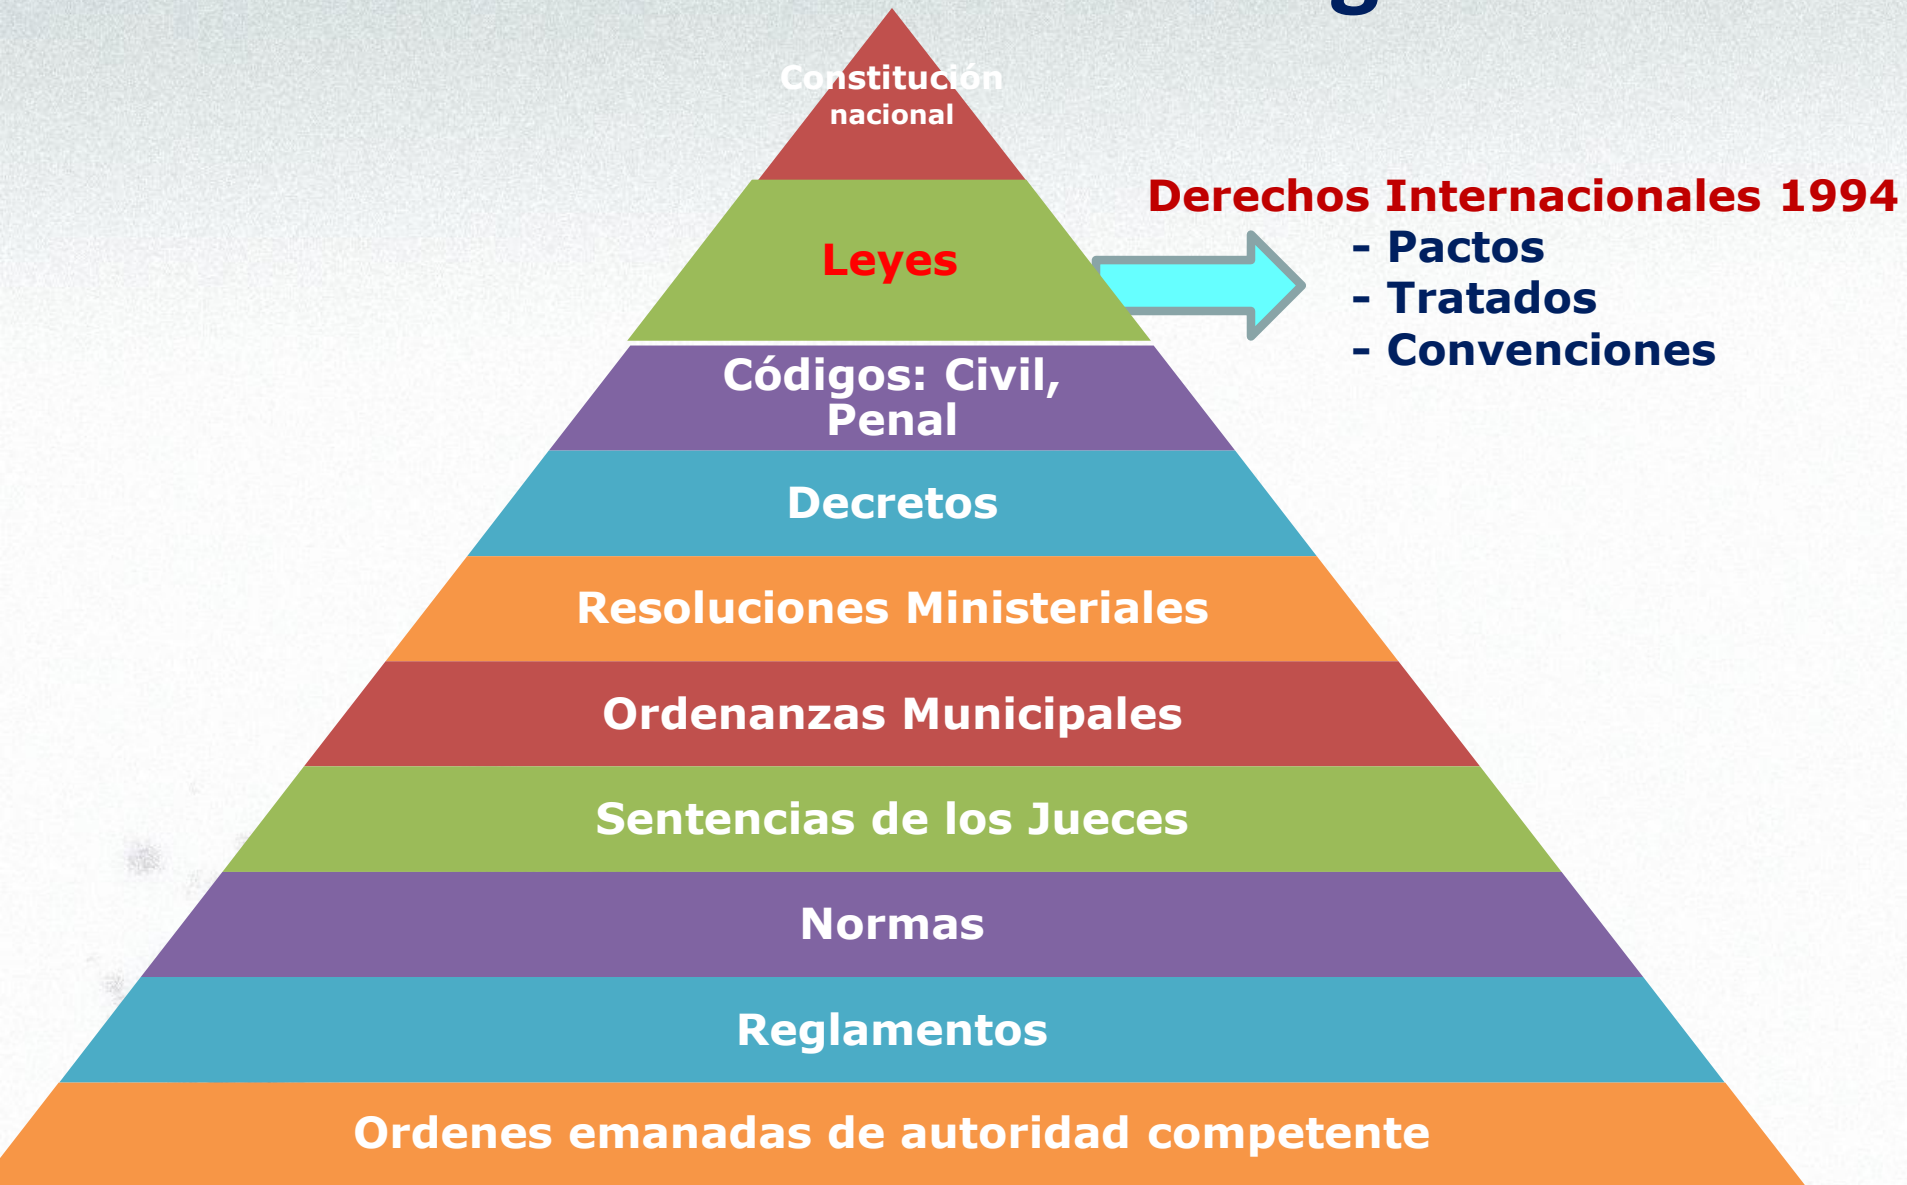 Constitución
nacional
Derechos Internacionales 1994
- Pactos
- Tratados
- Convenciones
Leyes
Códigos: Civil,
Penal
Decretos
Resoluciones Ministeriales
Ordenanzas Municipales
Sentencias de los Jueces
Normas
Reglamentos
Ordenes emanadas de autoridad competente